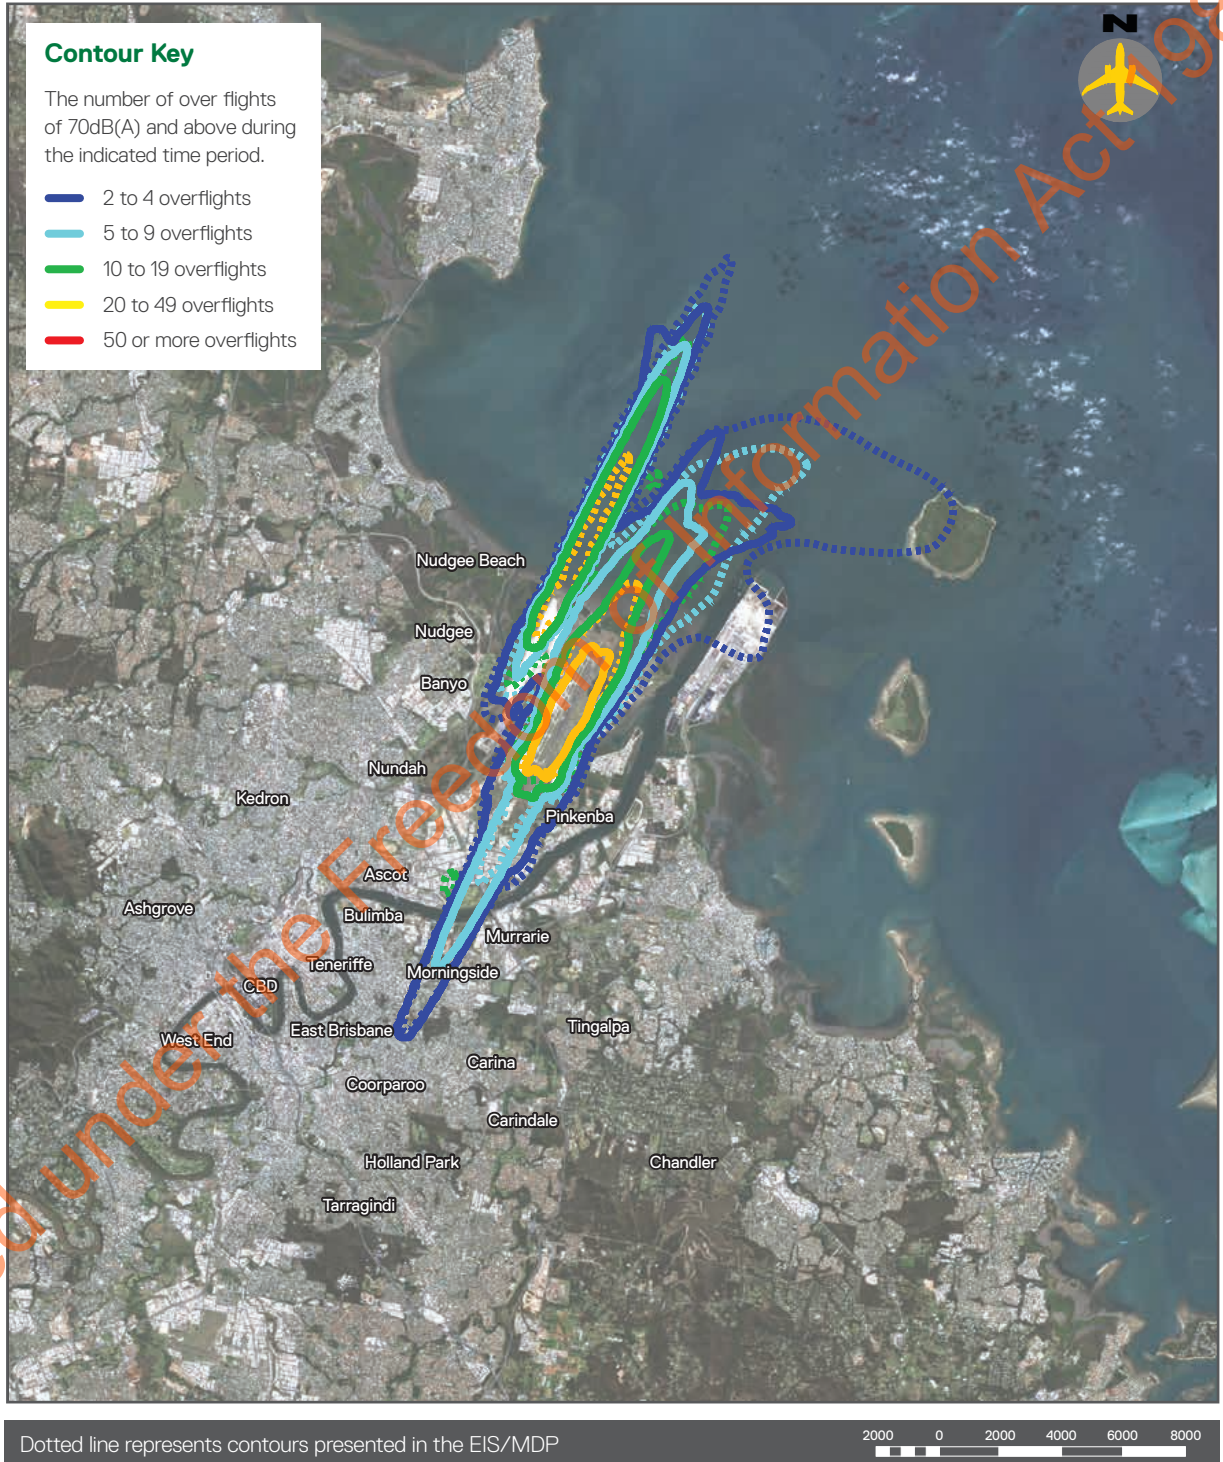 Contour Key
The number of over flights
of 70dB(A) and above during
the indicated time period.
2 to 4 overflights
5 to 9 overflights
10 to 19 overflights
20 to 49 overflights
50 or more overflights
N
Nudgee Beach
Nudgee
Banyo
Nundah
Kedron
Pinkenba
Ascot
Ashgrove
Bulimba
Murrarie
Teneriffe
Morningside
CBD
East Brisbane
Tingalpa
West End
Carina
Coorparoo
Carindale
Holland Park
Chandler
Tarragindi
under the Freedom of Information Act
Dotted line represents contours presented in the EIS/MDP
2000 0 2000 4000 6000 8000